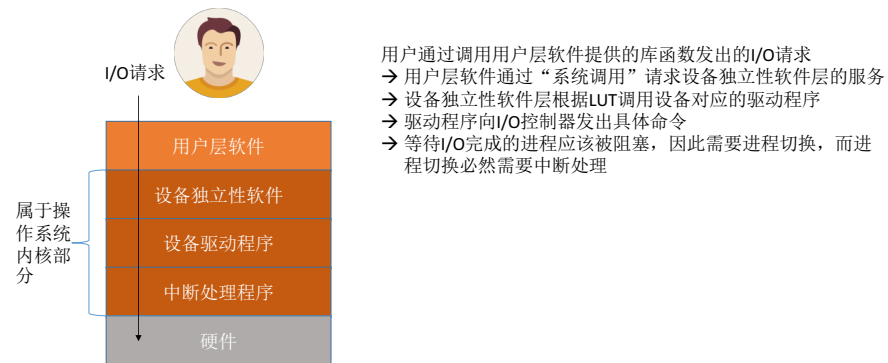 I/O请求
用户层软件
设备独立性软件
设备驱动程序
中断处理程序
硬件
属于操
作系统
内核部
分
用户通过调用用户层软件提供的库函数发出的I/O请求
→ 用户层软件通过“系统调用”请求设备独立性软件层的服务
→ 设备独立性软件层根据LUT调用设备对应的驱动程序
→ 驱动程序向I/O控制器发出具体命令
→ 等待I/O完成的进程应该被阻塞，因此需要进程切换，而进
程切换必然需要中断处理